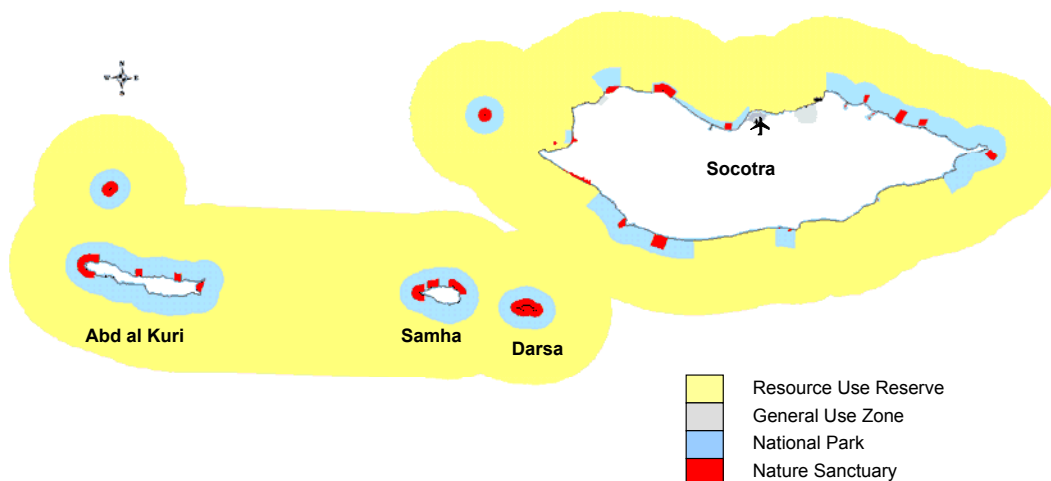 N
W E
S
Socotra
Abd al Kuri
Samha
Darsa
Resource Use Reserve
General Use Zone
National Park
Nature Sanctuary